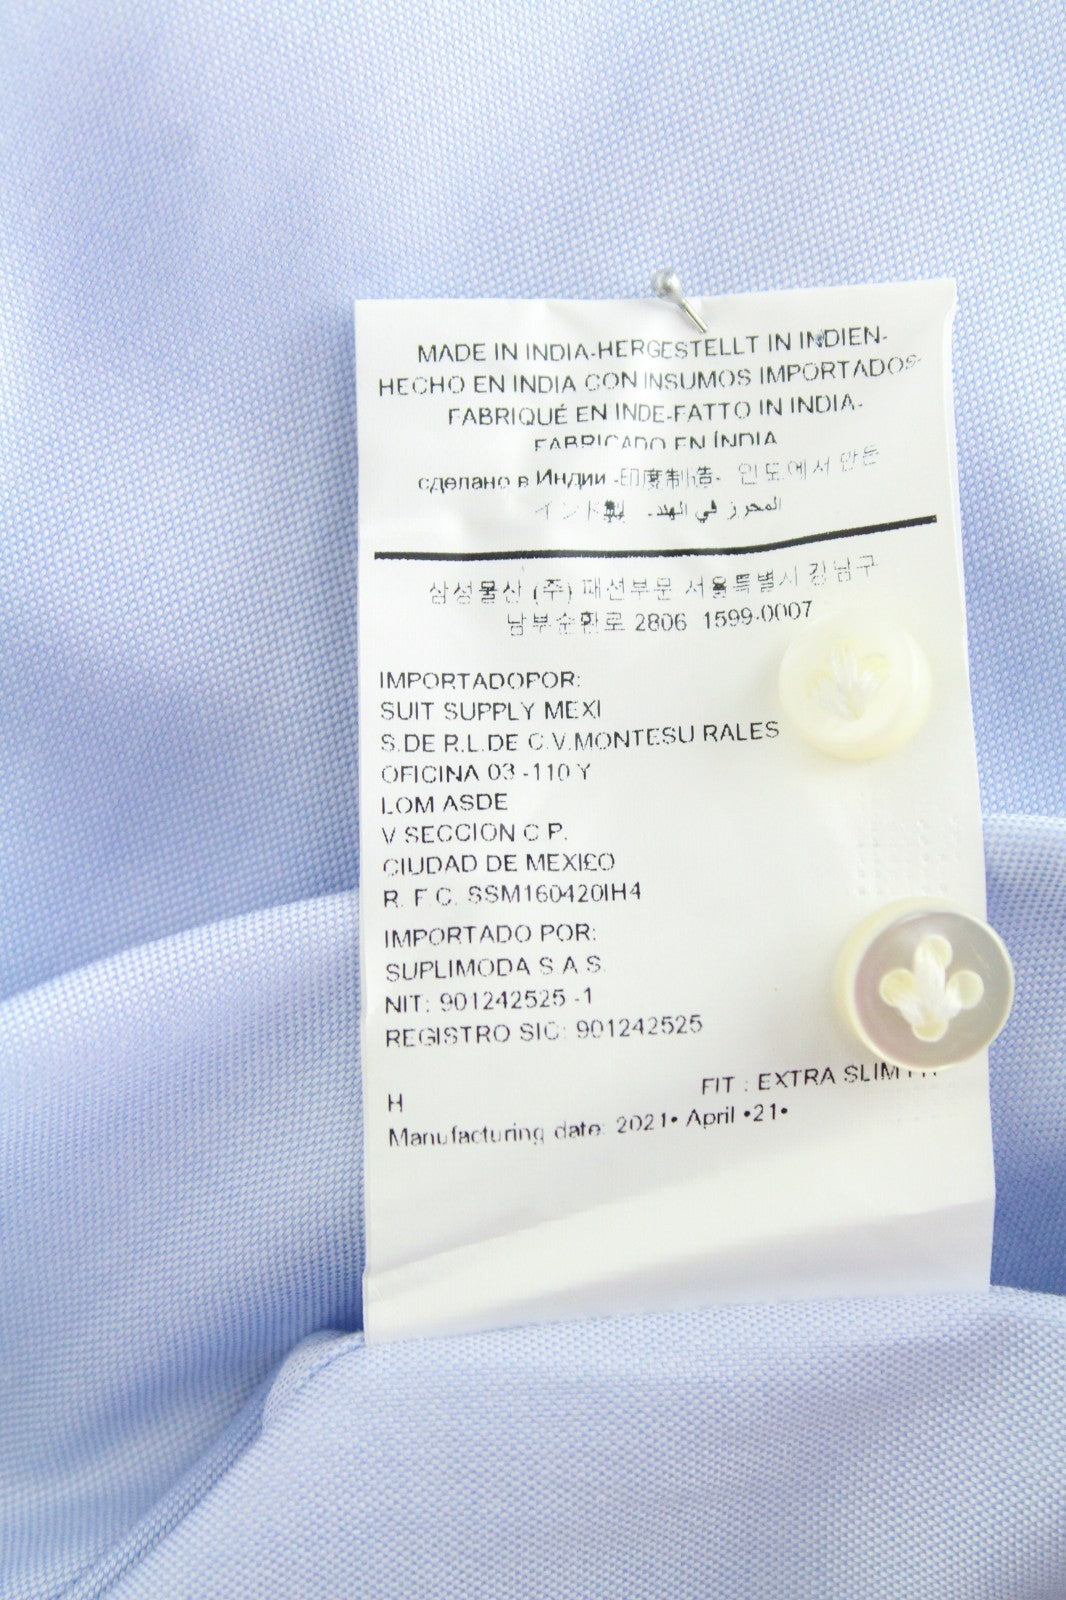 MADE IN INDIA-HERGESTELLT IN INDIEN-
HECHO EN INDIA CON INSUMOS IMPORTADOS-
FABRIQUÉ EN INDE-FATTO IN INDIA-
FABRICADO EN ÍNDIA
сделано в Индии -印度制造- 인도에서 만든
インド製 المحرز في الهند.
삼성물산 (주) 패션부문 서울특별시 강남구
남부순환로 2806 1599-0007
IMPORTADOPOR:
SUIT SUPPLY MEXI
S.DE R.L.DE C.V.MONTESU RALES
OFICINA 03 -110 Y
LOM ASDE
V SECCION C P.
CIUDAD DE MEXICO
R. F C. SSM160420IH4
IMPORTADO POR:
SUPLIMODA S A S.
NIT: 901242525 -1
REGISTRO SIC: 901242525
FIT : EXTRA SLIM FIT
H
Manufacturing date: 2021• April •21•